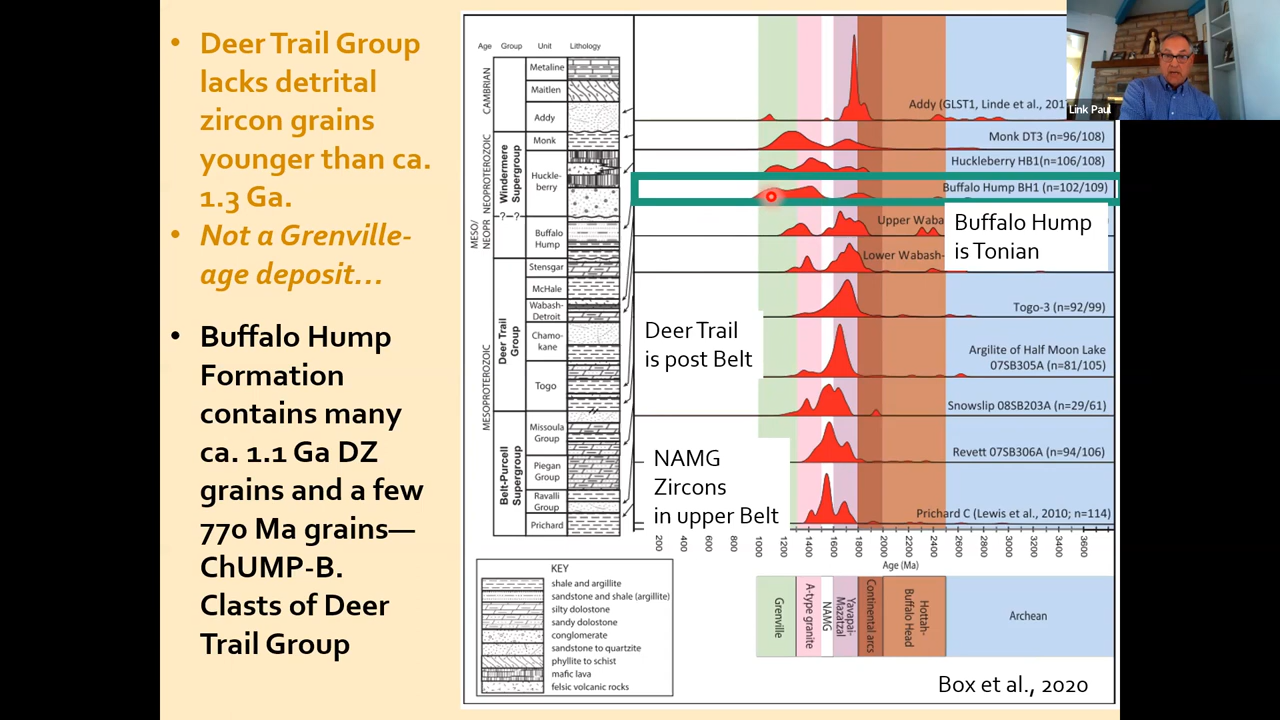 • Deer Trail Group
lacks detrital
zircon grains
younger than ca.
1.3 Ga.
• Not a Grenville-
age deposit…
• Buffalo Hump
Formation
contains many
ca. 1.1 Ga DZ
grains and a few
770 Ma grains—
ChUMP-B.
Clasts of Deer
Trail Group
Age Group Unit Lithology
CAMBRIAN
Metaline
Maitlen
Addy
NEOPROTEROZOIC
Windermere
Supergroup
Monk
Huckle-
berry
?—?
MESO/
NEOPR
Buffalo
Hump
MESOPROTEROZOIC
Deer Trail
Group
Stensgar
McHale
Wabash-
Detroit
Chamo-
kane
Togo
Belt-Purcell
Supergroup
Missoula
Group
Piegan
Group
Ravalli
Group
Prichard
Addy (GLST1, Linde et al., 201
Monk DT3 (n=96/108)
Huckleberry HB1(n=106/108)
Buffalo Hump BH1 (n=102/109)
Upper Waba
Lower Wabash-
Togo-3 (n=92/99)
Argilite of Half Moon Lake
07SB305A (n=81/105)
Snowslip 08SB203A (n=29/61)
Revett 07SB306A (n=94/106)
Prichard C (Lewis et al., 2010; n=114)
Buffalo Hump
is Tonian
Deer Trail
is post Belt
NAMG
Zircons
in upper Belt
200 400 600 800 1000 1200 1400 1600 1800 2000 2200 2400 2600 2800 3000 3200 3400 3600
Age (Ma)
Grenville
A-type granite
NAMG
Yavapai-
Mazatzal
Continental arcs
Hottah-
Buffalo Head
Archean
KEY
shale and argillite
sandstone and shale (argillite)
silty dolostone
sandy dolostone
conglomerate
sandstone to quartzite
phyllite to schist
mafic lava
felsic volcanic rocks
Box et al., 2020
Link Paul